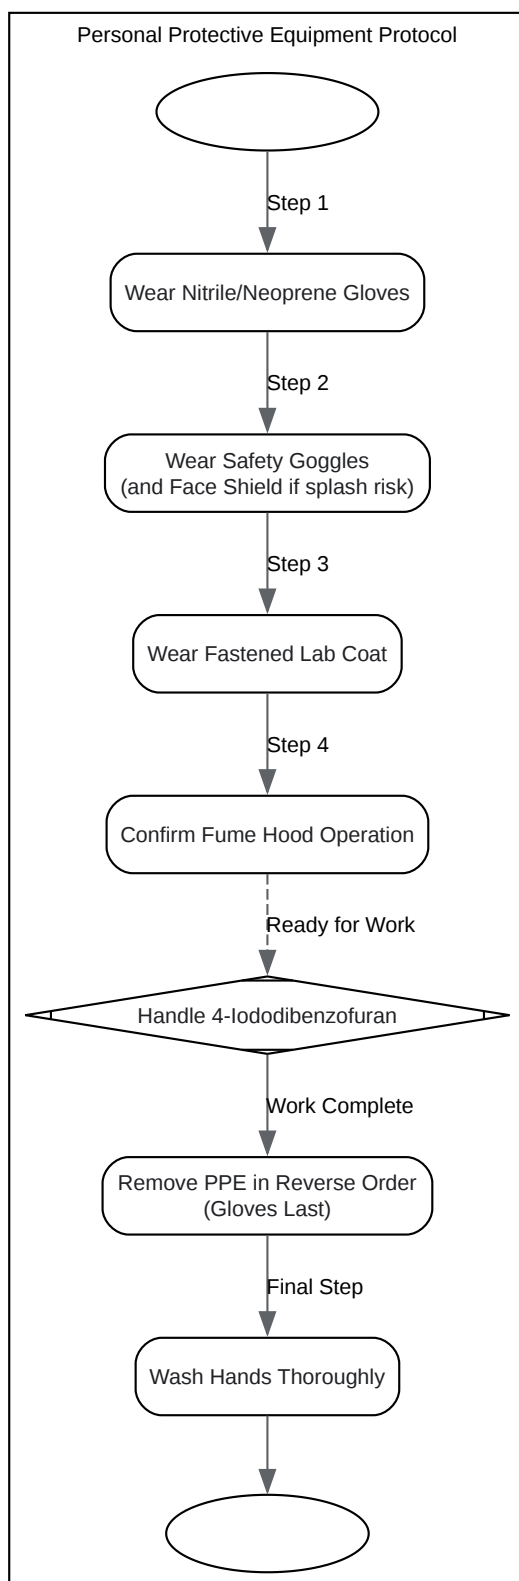 Personal Protective Equipment Protocol
Step 1
Wear Nitrile/Neoprene Gloves
Step 2
Wear Safety Goggles
(and Face Shield if splash risk)
Step 3
Wear Fastened Lab Coat
Step 4
Confirm Fume Hood Operation
Ready for Work
Handle 4-Iododibenzofuran
Work Complete
Remove PPE in Reverse Order
(Gloves Last)
Final Step
Wash Hands Thoroughly